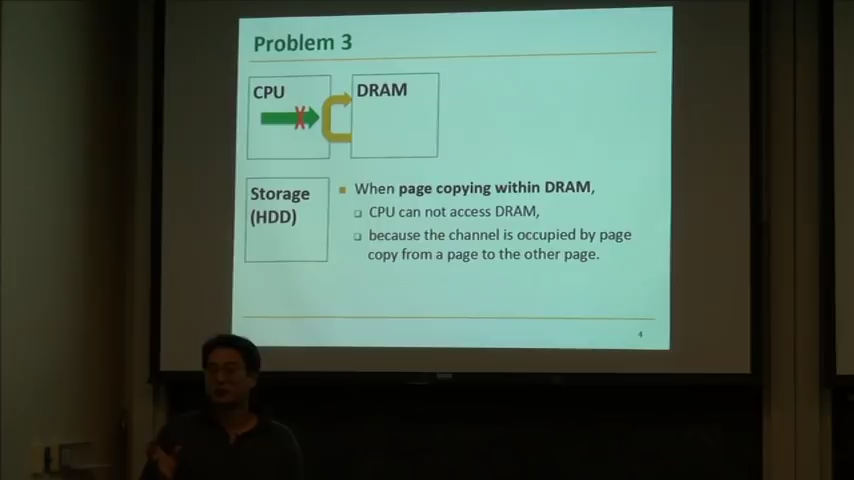 Problem 3
CPU
DRAM
Storage
(HDD)
When page copying within DRAM,
CPU can not access DRAM,
because the channel is occupied by page
copy from a page to the other page.
4